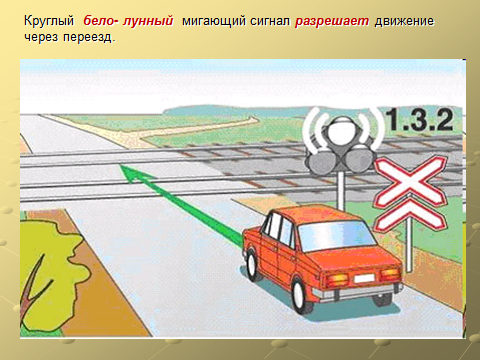 Круглый бело- лунный мигающий сигнал разрешает движение
через переезд.
1.3.2